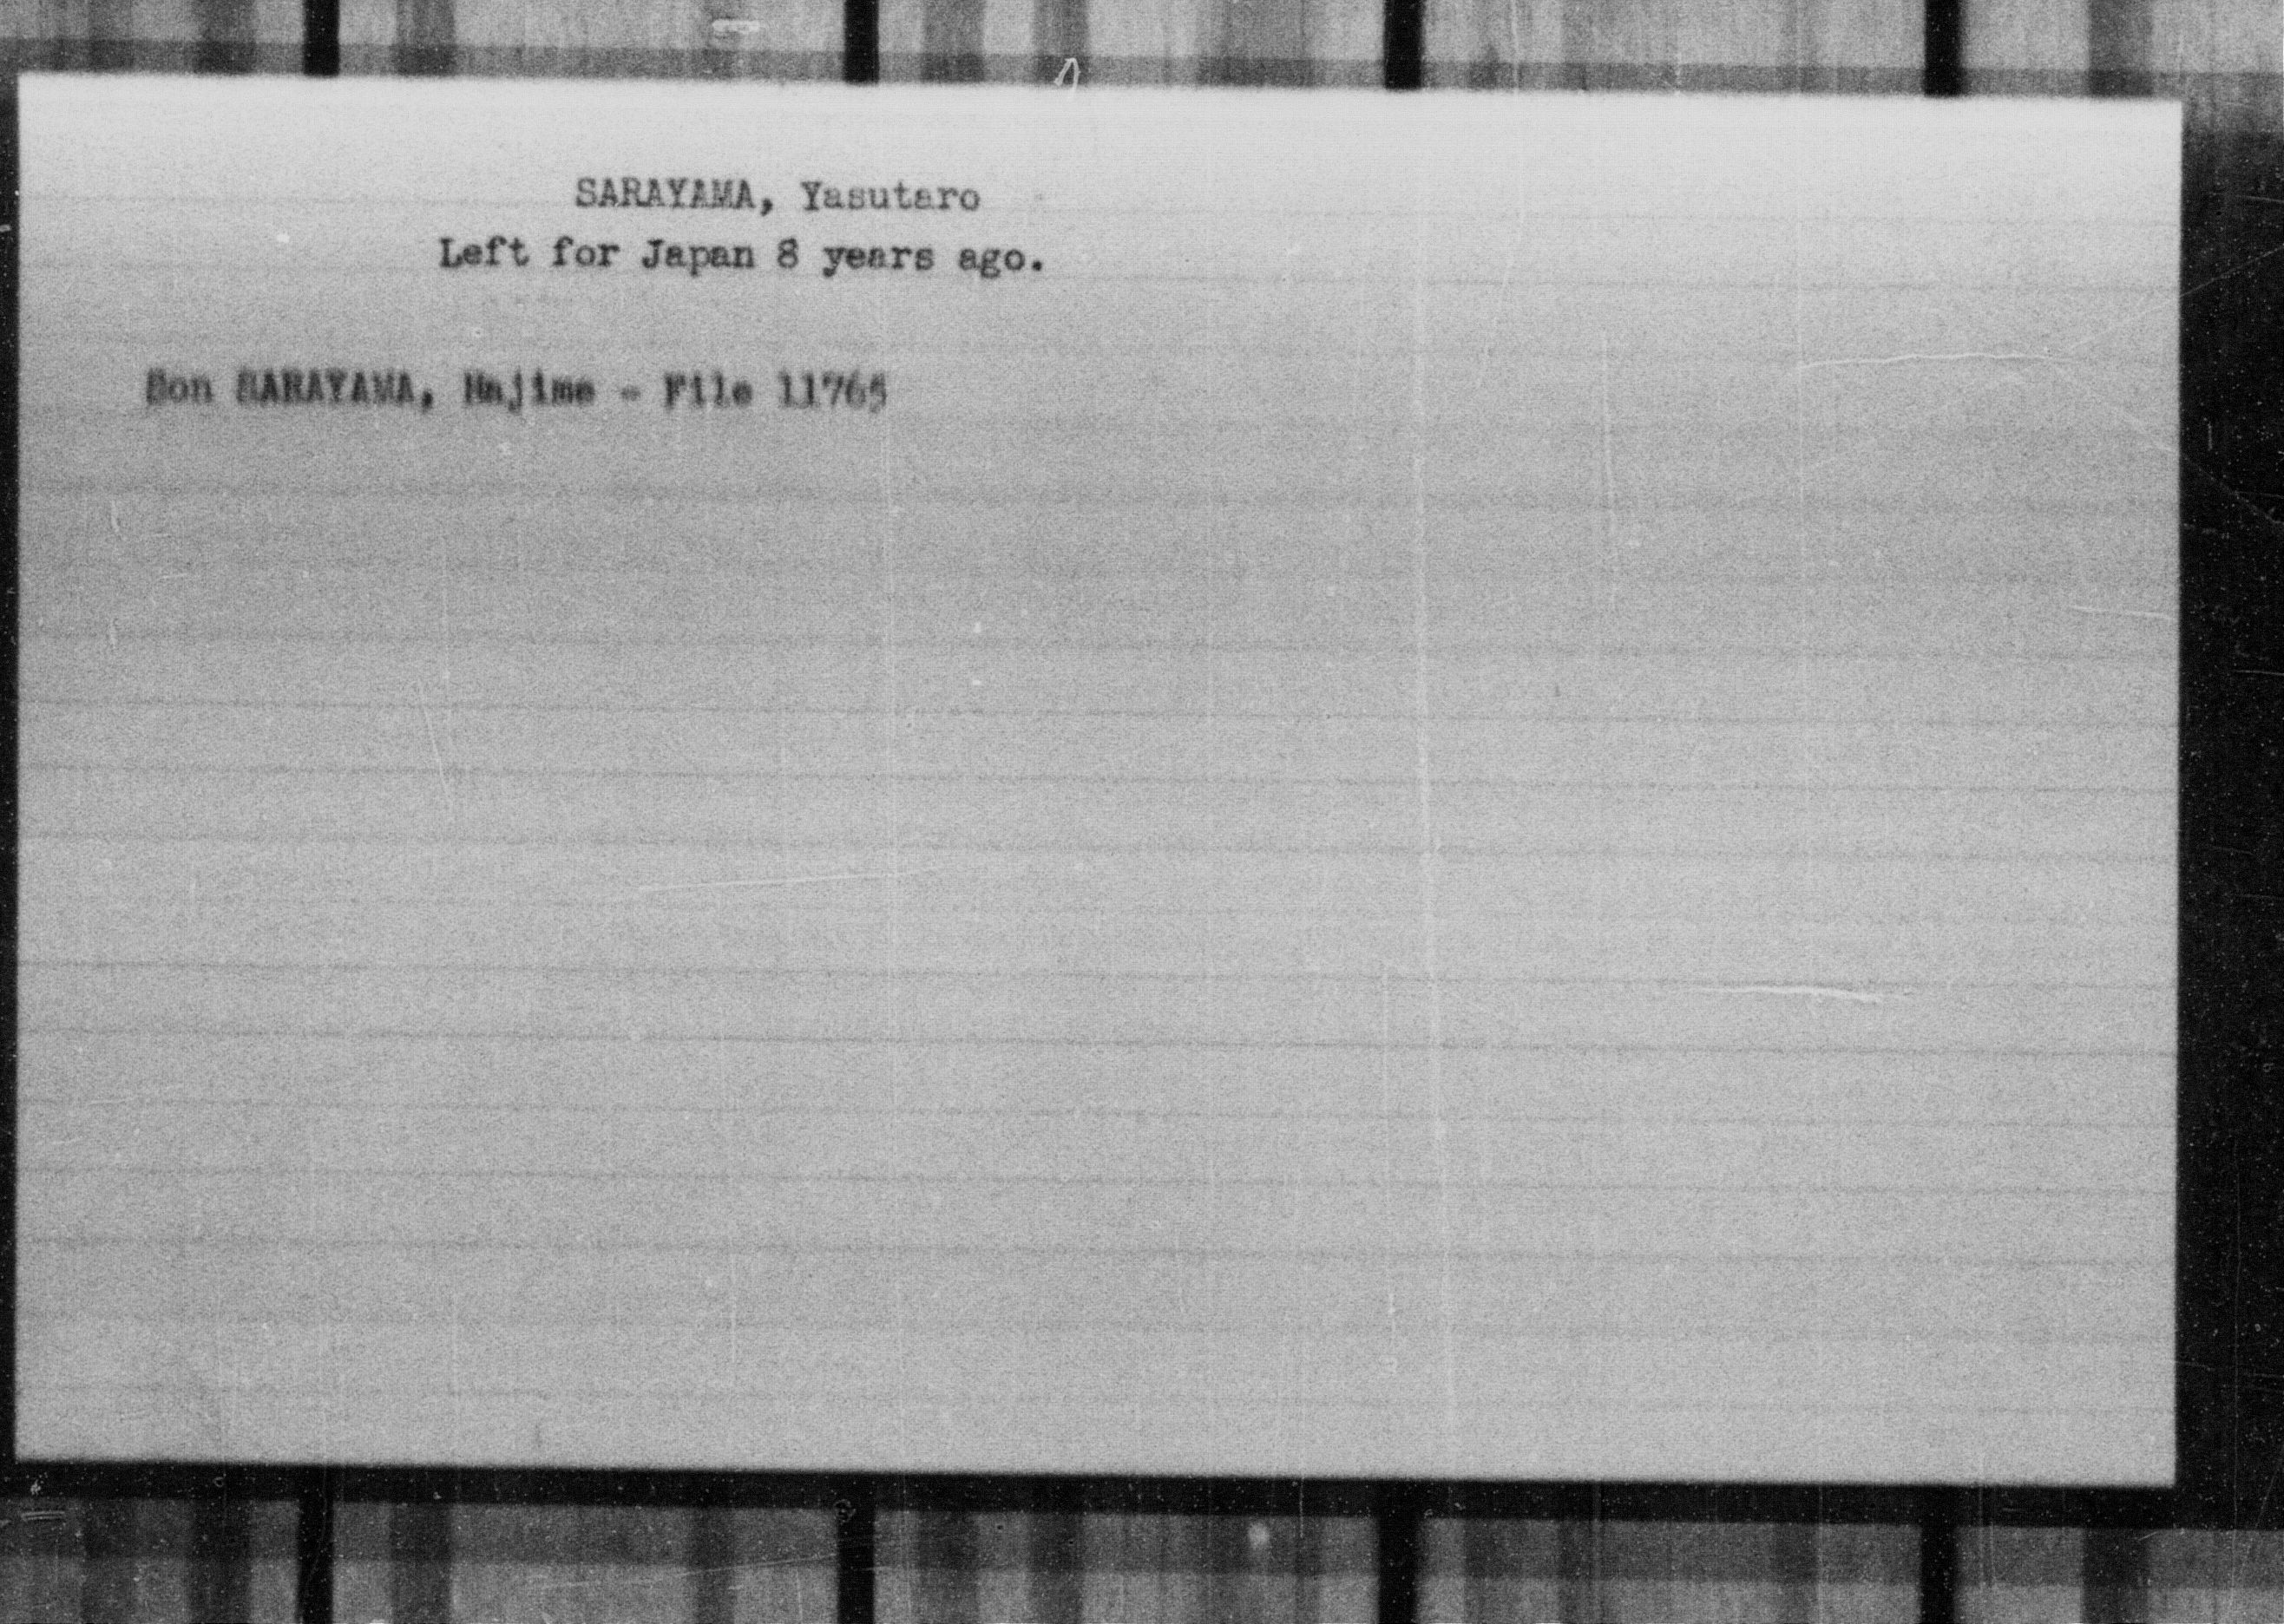 SARAYAMA, Yasutaro
Left for Japan 8 years ago.
Son SARAYAMA, Hajime - File 11765